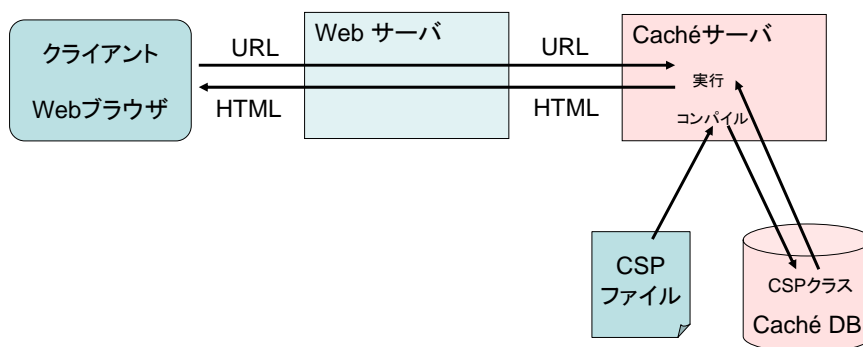 クライアント
Webブラウザ
URL
HTML
Web サーバ
URL
HTML
Cachéサーバ
実行
コンパイル
CSP
ファイル
CSPクラス
Caché DB